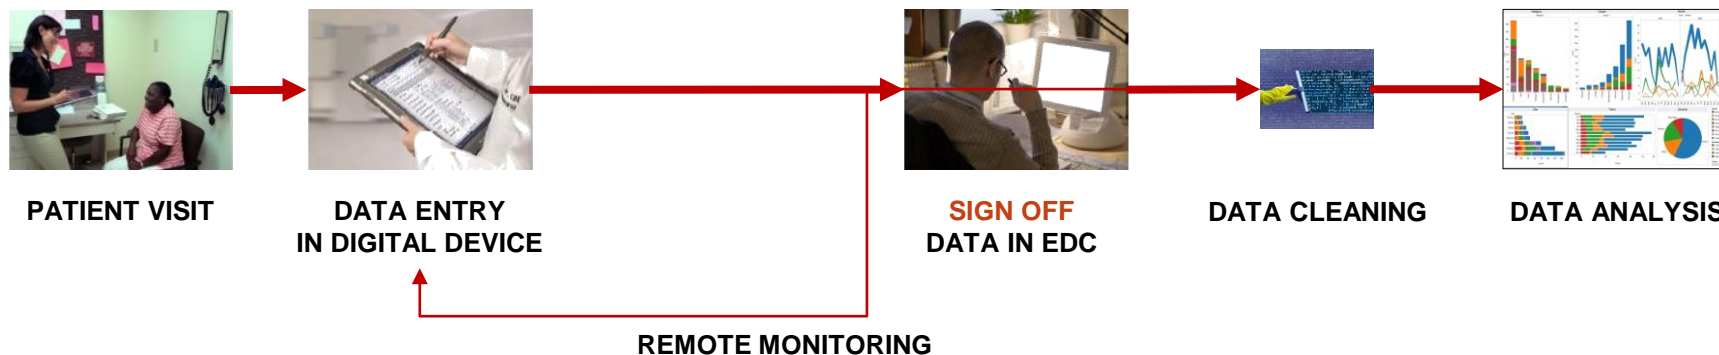 PATIENT VISIT
DATA ENTRY
IN DIGITAL DEVICE
SIGN OFF
DATA IN EDC
DATA CLEANING
DATA ANALYSIS
REMOTE MONITORING